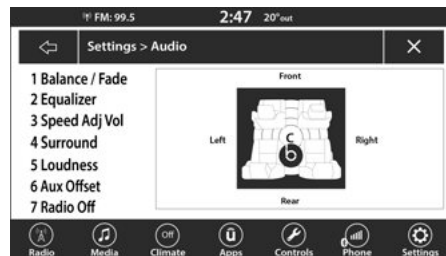 FM: 99.5 2:47 20°out
Settings > Audio
1 Balance / Fade
2 Equalizer
3 Speed Adj Vol
4 Surround
5 Loudness
6 Aux Offset
7 Radio Off
Front
Left
Right
Rear
C
b
Off
ū
Radio Media Climate Apps Controls Phone Settings